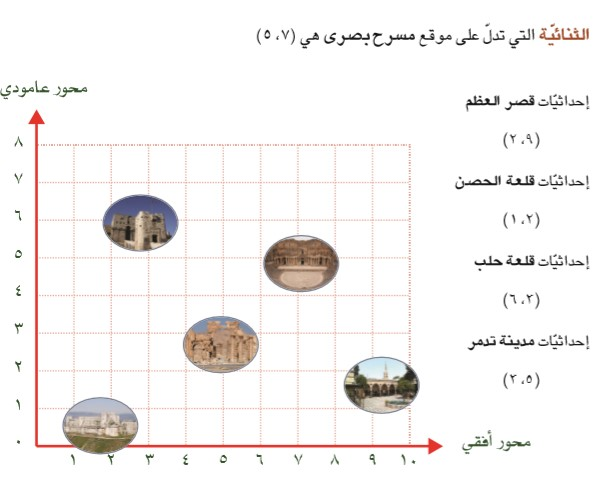 الثنائيّة التي تدلّ على موقع مسرح بصرى هي (٧، ٥)
محور عامودي
إحداثيّات قصر العظم
(٩، ٢)
إحداثيّات قلعة الحصن
(٢، ١)
إحداثيّات قلعة حلب
(٣، ٦)
إحداثيّات مدينة تدمر
(٥، ٣)
٨
٧
٦
٥
٤
٣
٢
١
٠
١ ٢ ٣ ٤ ٥ ٦ ٧ ٨ ٩ ١٠
محور أفقي